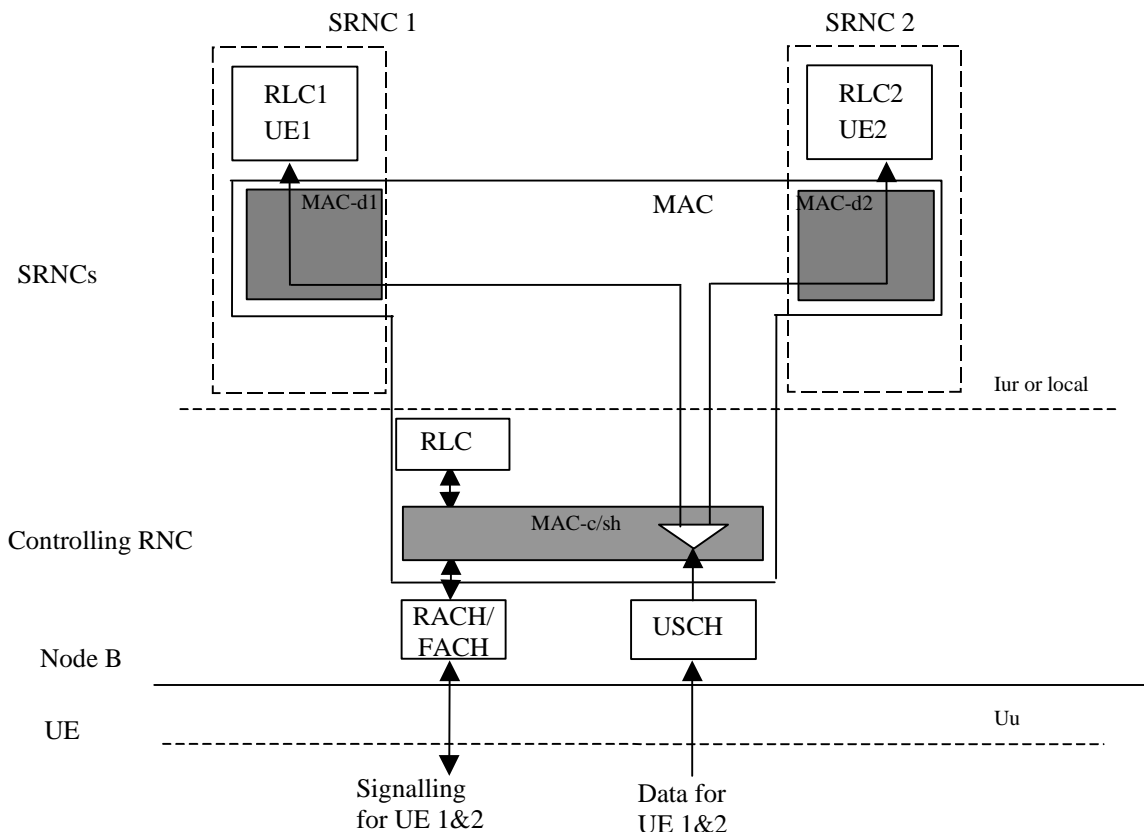 SRNC 1
SRNC 2
RLC1
UE1
RLC2
UE2
MAC-d1
MAC
MAC-d2
SRNCs
Iur or local
RLC
MAC-c/sh
Controlling RNC
RACH/
FACH
USCH
Node B
UE
Uu
Signalling
for UE 1&2
Data for
UE 1&2